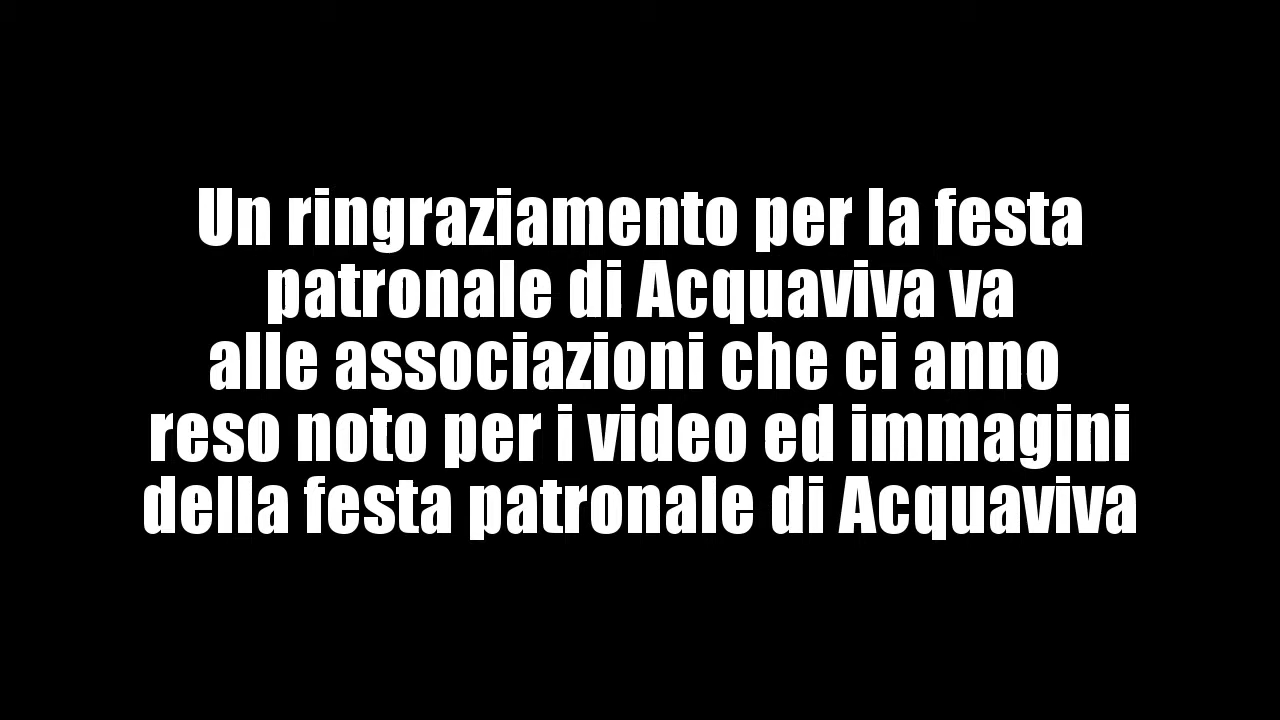 Un ringraziamento per la festa
patronale di Acquaviva va
alle associazioni che ci anno
reso noto per i video ed immagini
della festa patronale di Acquaviva